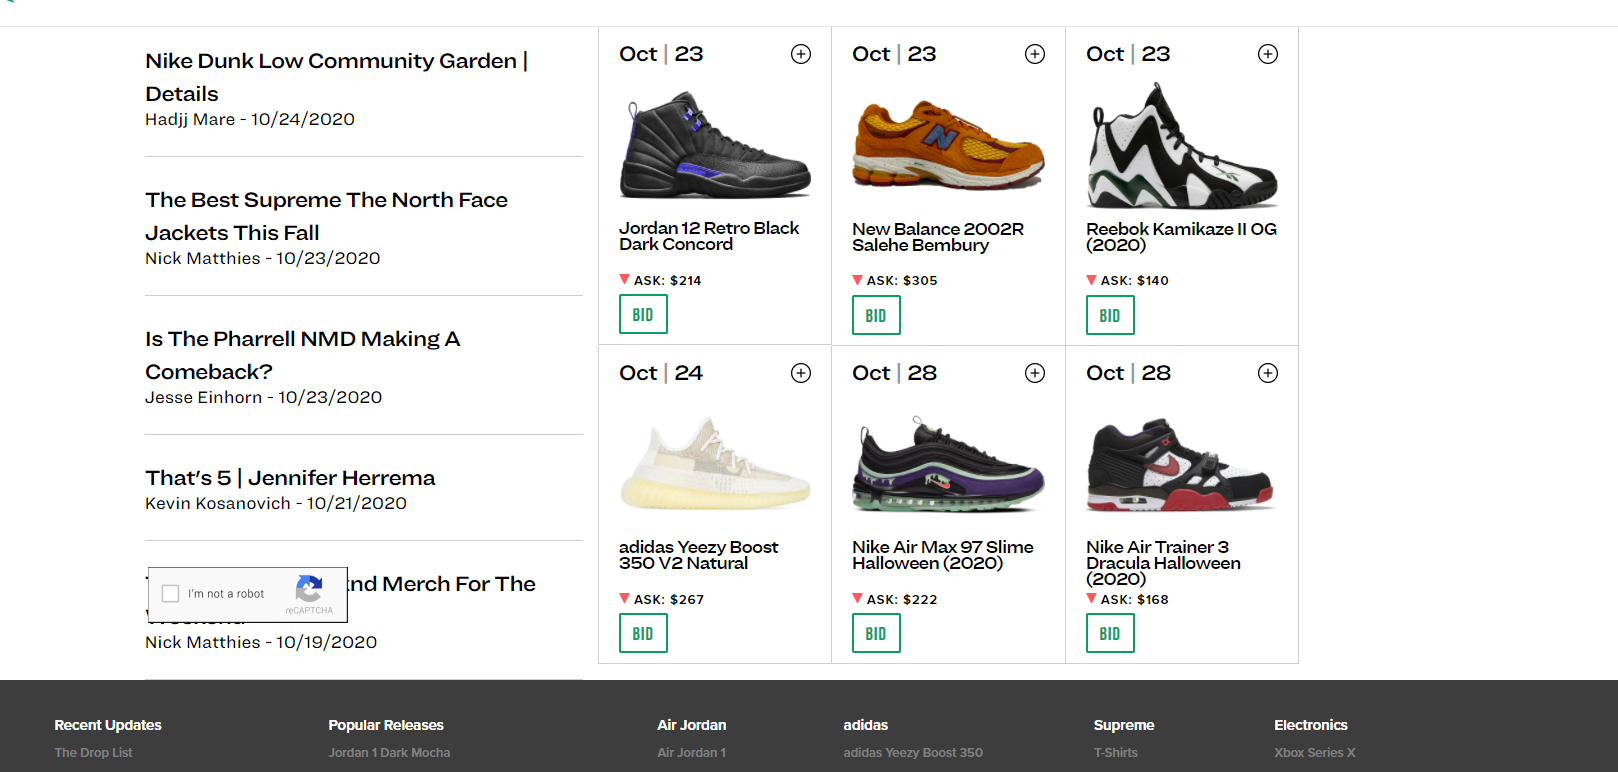 Nike Dunk Low Community Garden |
Details
Hadjj Mare - 10/24/2020
The Best Supreme The North Face
Jackets This Fall
Nick Matthies - 10/23/2020
Is The Pharrell NMD Making A
Comeback?
Jesse Einhorn - 10/23/2020
That's 5 | Jennifer Herrema
Kevin Kosanovich - 10/21/2020
Merch For The
I'm not a robot
reCAPTCHA
Nick Matthies - 10/19/2020
Oct | 23
Jordan 12 Retro Black
Dark Concord
ASK: $214
BID
Oct | 23
N
New Balance 2002R
Salehe Bembury
ASK: $305
BID
Oct | 23
Reebok Kamikaze II OG
(2020)
ASK: $140
BID
Oct | 24
adidas Yeezy Boost
350 V2 Natural
ASK: $267
BID
Oct | 28
Nike Air Max 97 Slime
Halloween (2020)
ASK: $222
BID
Oct | 28
Nike Air Trainer 3
Dracula Halloween
(2020)
ASK: $168
BID
Recent Updates
The Drop List
Popular Releases
Jordan 1 Dark Mocha
Air Jordan
Air Jordan 1
adidas
adidas Yeezy Boost 350
Supreme
T-Shirts
Electronics
Xbox Series X